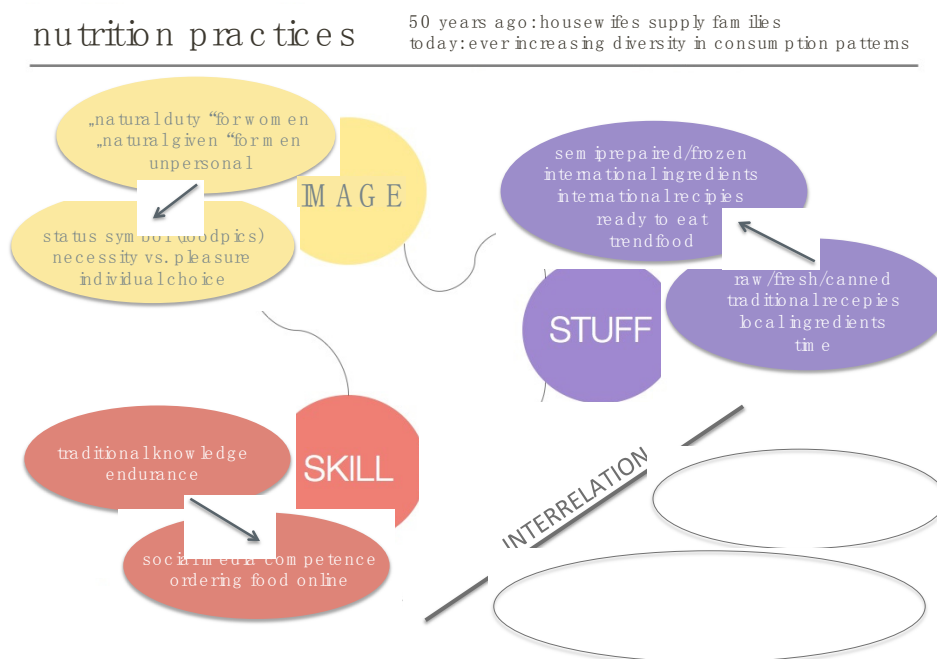 nutrition practices
50 years ago: housewifes supply families
today: ever increasing diversity in consumption patterns
„natural duty “for women
„natural given “for men
unpersonal
IMAGE
status symbol (foodpics)
necessity vs. pleasure
individual choice
semiprepaired/frozen
international ingredients
international recipies
ready to eat
trendfood
STUFF
raw/fresh/canned
traditional recepies
local ingredients
time
traditional knowledge
endurance
SKILL
social media competence
ordering food online
INTERRELATION